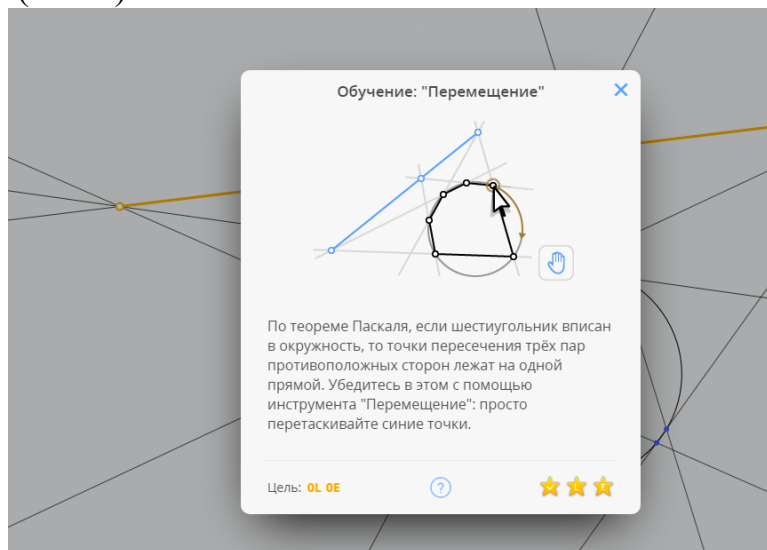 Обучение: "Перемещение"
По теореме Паскаля, если шестиугольник вписан
в окружность, то точки пересечения трёх пар
противоположных сторон лежат на одной
прямой. Убедитесь в этом с помощью
инструмента "Перемещение": просто
перетаскивайте синие точки.
Цель: 0L 0E